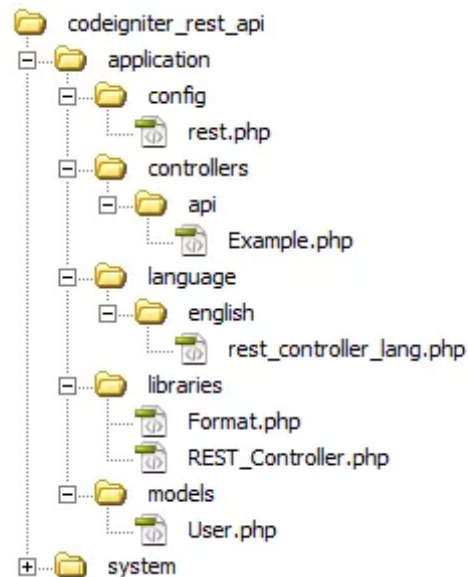 codeigniter_rest_api
application
config
rest.php
controllers
api
Example.php
language
english
rest_controller_lang.php
libraries
Format.php
REST_Controller.php
models
User.php
system